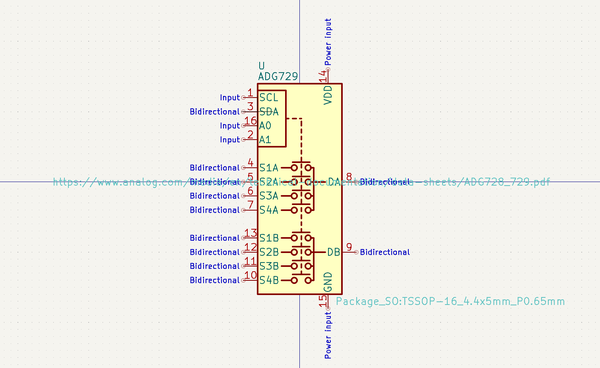 Power input
U
ADG729
14
VDD
Input 1 SCL
Bidirectional 3 SDA
Input 16 A0
Input 2 A1
Bidirectional 4 S1A
5 S2A DA 8 Bidirectional
https://www.analog.com/ sheets/ADG728_729.pdf
Bidirectional 6 S3A
Bidirectional 7 S4A
Bidirectional 13 S1B
Bidirectional 12 S2B DB 9 Bidirectional
Bidirectional 11 S3B
Bidirectional 10 S4B
GND
15
Package_SO:TSSOP-16_4.4x5mm_P0.65mm
Power input